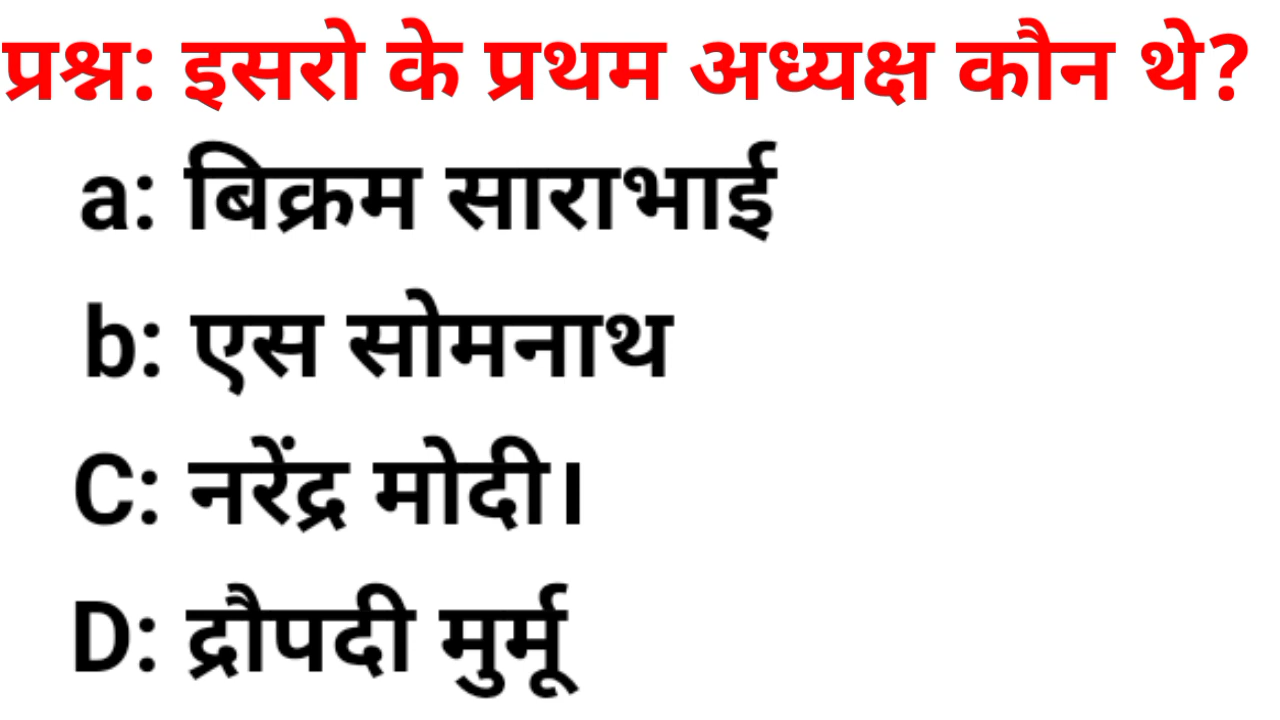 प्रश्न: इसरो के प्रथम अध्यक्ष कौन थे?
a: बिक्रम साराभाई
b: एस सोमनाथ
C: नरेंद्र मोदी।
D: द्रौपदी मुर्मू